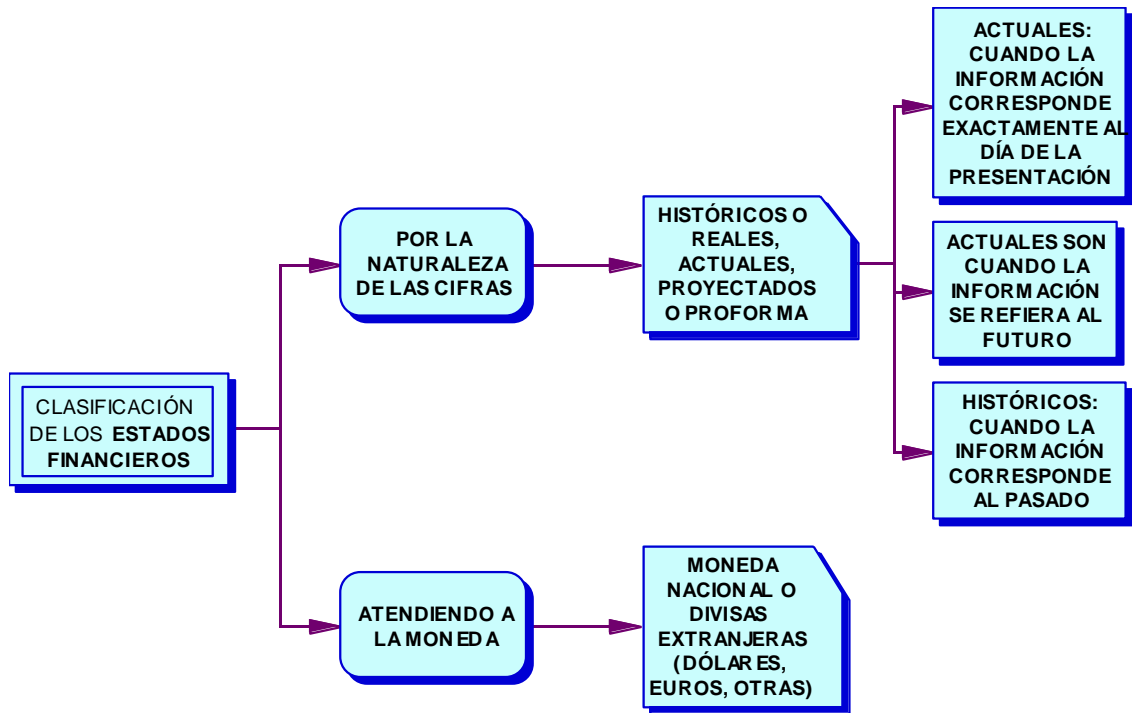 CLASIFICACIÓN
DE LOS ESTADOS
FINANCIEROS
POR LA
NATURALEZA
DE LAS CIFRAS
HISTÓRICOS O
REALES,
ACTUALES,
PROYECTADOS
O PROFORMA
ACTUALES:
CUANDO LA
INFORMACIÓN
CORRESPONDE
EXACTAMENTE AL
DÍA DE LA
PRESENTACIÓN
ACTUALES SON
CUANDO LA
INFORMACIÓN
SE REFIERA AL
FUTURO
HISTÓRICOS:
CUANDO LA
INFORMACIÓN
CORRESPONDE
AL PASADO
ATENDIENDO A
LA MONEDA
MONEDA
NACIONAL O
DIVISAS
EXTRANJERAS
(DÓLARES,
EUROS, OTRAS)